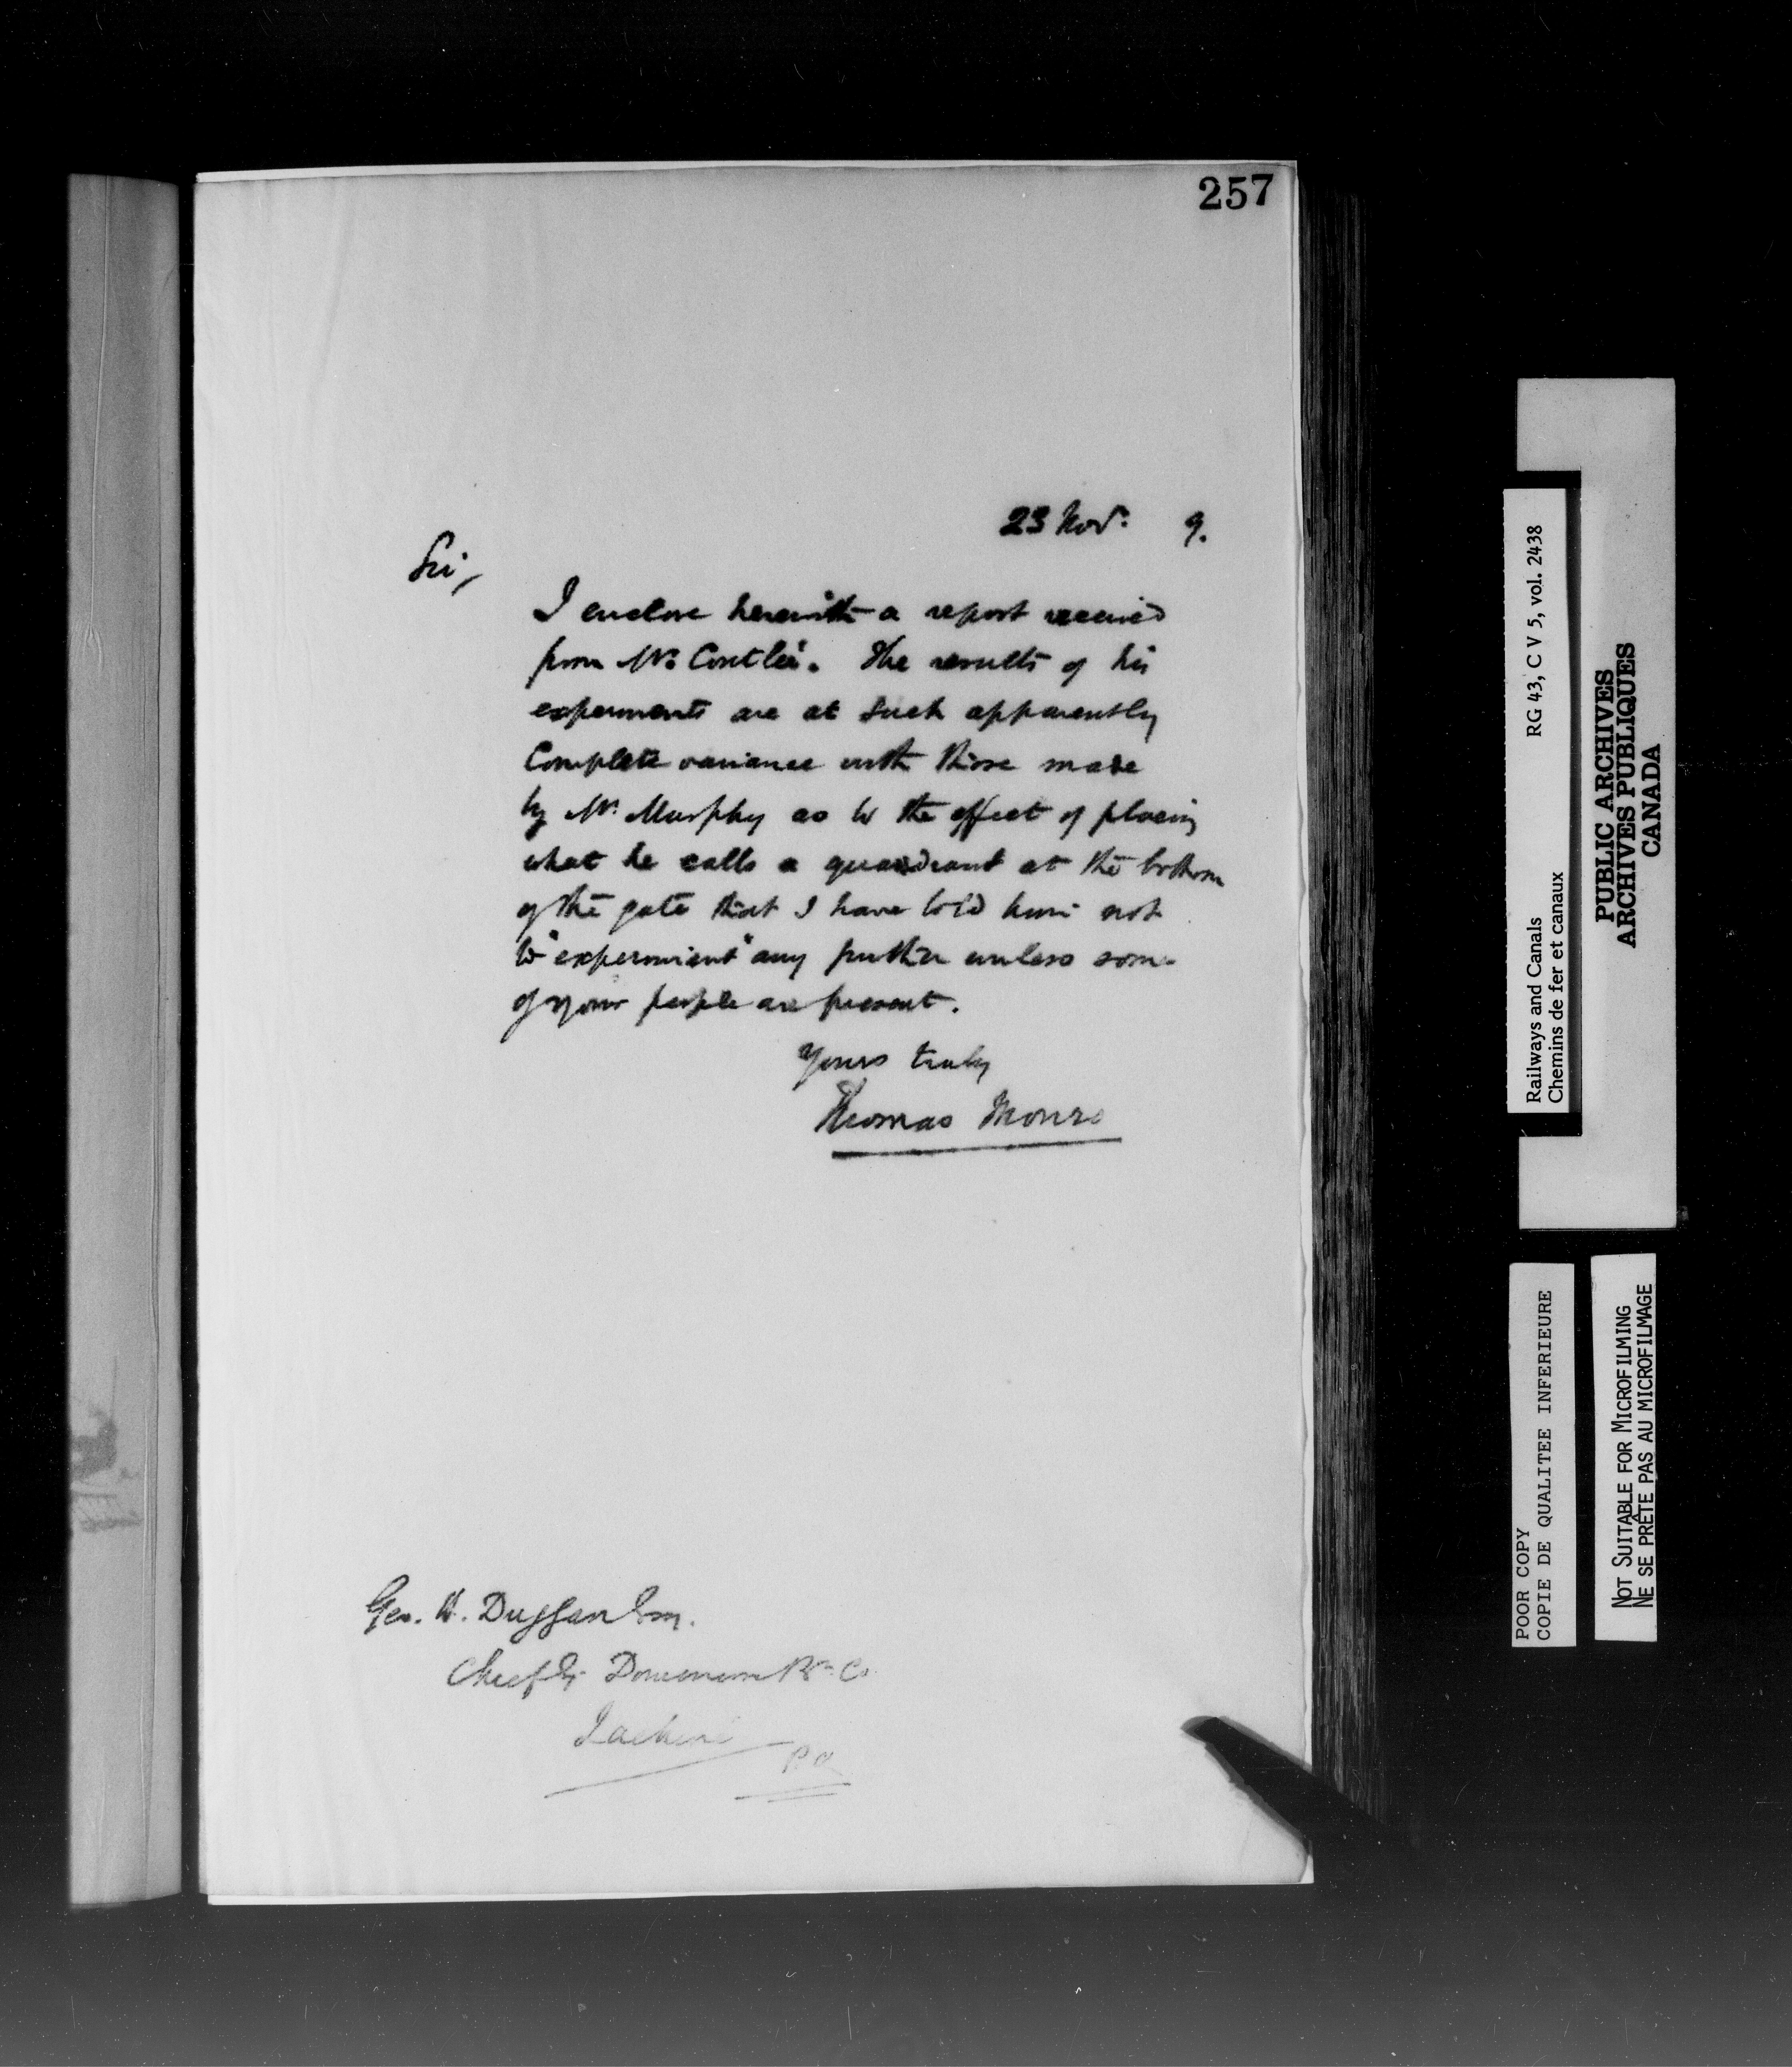 257
23 Nov. 9.
Sir,
I enclose herewith a report received
from Mr. Coutleé. The results of his
experiments are at such apparently
complete variance with those made
by Mr. Murphy as to the effect of placing
what he calls a quadrant at the bottom
of the gate that I have told him not
to "experiment" any further unless some
of your people are present.
Yours truly
Thomas Monro
Geo. H. Duggan Esq.
Chief Eng. Dominion Br. Co.
Lachine
P.Q.
Railways and Canals RG 43, C V 5, vol. 2438
Chemins de fer et canaux
PUBLIC ARCHIVES
ARCHIVES PUBLIQUES
CANADA
POOR COPY
COPIE DE QUALITEE INFERIEURE
NOT SUITABLE FOR MICROFILMING
NE SE PRÊTE PAS AU MICROFILMAGE